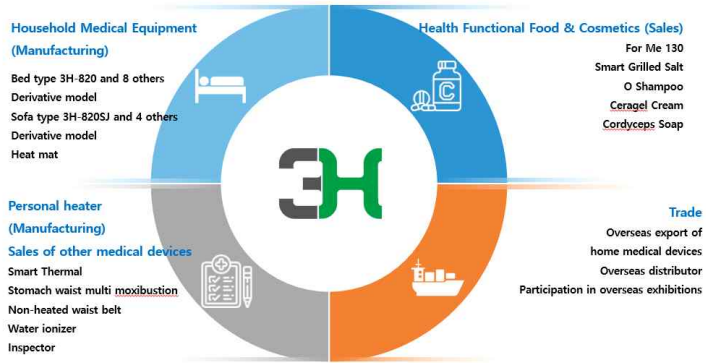 Household Medical Equipment
(Manufacturing)
Bed type 3H-820 and 8 others
Derivative model
Sofa type 3H-820SJ and 4 others
Derivative model
Heat mat
Health Functional Food & Cosmetics (Sales)
For Me 130
Smart Grilled Salt
O Shampoo
Ceragel Cream
Cordyceps Soap
C
3H
Personal heater
(Manufacturing)
Sales of other medical devices
Smart Thermal
Stomach waist multi moxibustion
Non-heated waist belt
Water ionizer
Inspector
Trade
Overseas export of
home medical devices
Overseas distributor
Participation in overseas exhibitions